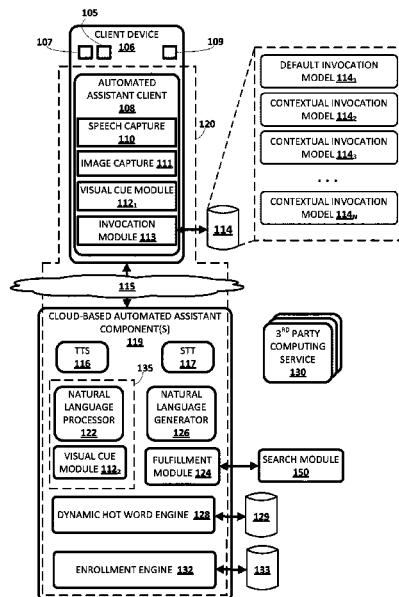 105
107
CLIENT DEVICE
106
109
AUTOMATED
ASSISTANT CLIENT
108
SPEECH CAPTURE
110
IMAGE CAPTURE 111
VISUAL CUE MODULE
112₁
INVOCATION MODULE
113
120
114
DEFAULT INVOCATION
MODEL 114₁
CONTEXTUAL INVOCATION
MODEL 114₂
CONTEXTUAL INVOCATION
MODEL 114₃
. . .
CONTEXTUAL INVOCATION
MODEL 114N
115
CLOUD-BASED AUTOMATED ASSISTANT
COMPONENT(S)
119
TTS
116
STT
117
135
NATURAL
LANGUAGE
PROCESSOR
122
VISUAL CUE
MODULE 112₂
NATURAL
LANGUAGE
GENERATOR
126
FULFILLMENT
MODULE 124
3RD PARTY
COMPUTING
SERVICE
130
SEARCH MODULE
150
DYNAMIC HOT WORD ENGINE 128
129
ENROLLMENT ENGINE 132
133